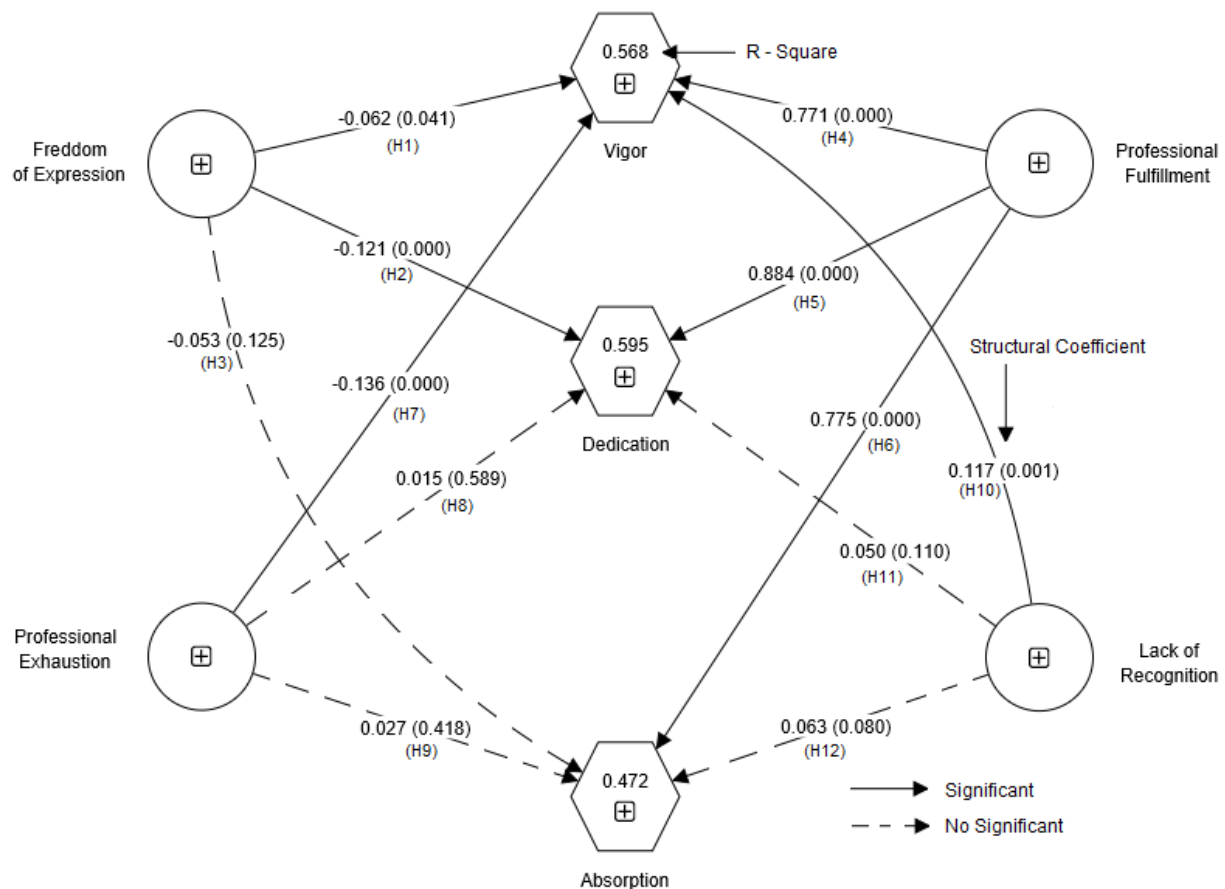 0.568
R - Square
Vigor
-0.062 (0.041)
(H1)
0.771 (0.000)
(H4)
Freddom
of Expression
Professional
Fulfillment
-0.121 (0.000)
(H2)
0.884 (0.000)
(H5)
-0.053 (0.125)
(H3)
0.595
Dedication
Structural Coefficient
-0.136 (0.000)
(H7)
0.775 (0.000)
(H6)
0.015 (0.589)
(H8)
0.117 (0.001)
(H10)
0.050 (0.110)
(H11)
Professional
Exhaustion
Lack of
Recognition
0.027 (0.418)
(H9)
0.063 (0.080)
(H12)
0.472
Absorption
Significant
No Significant